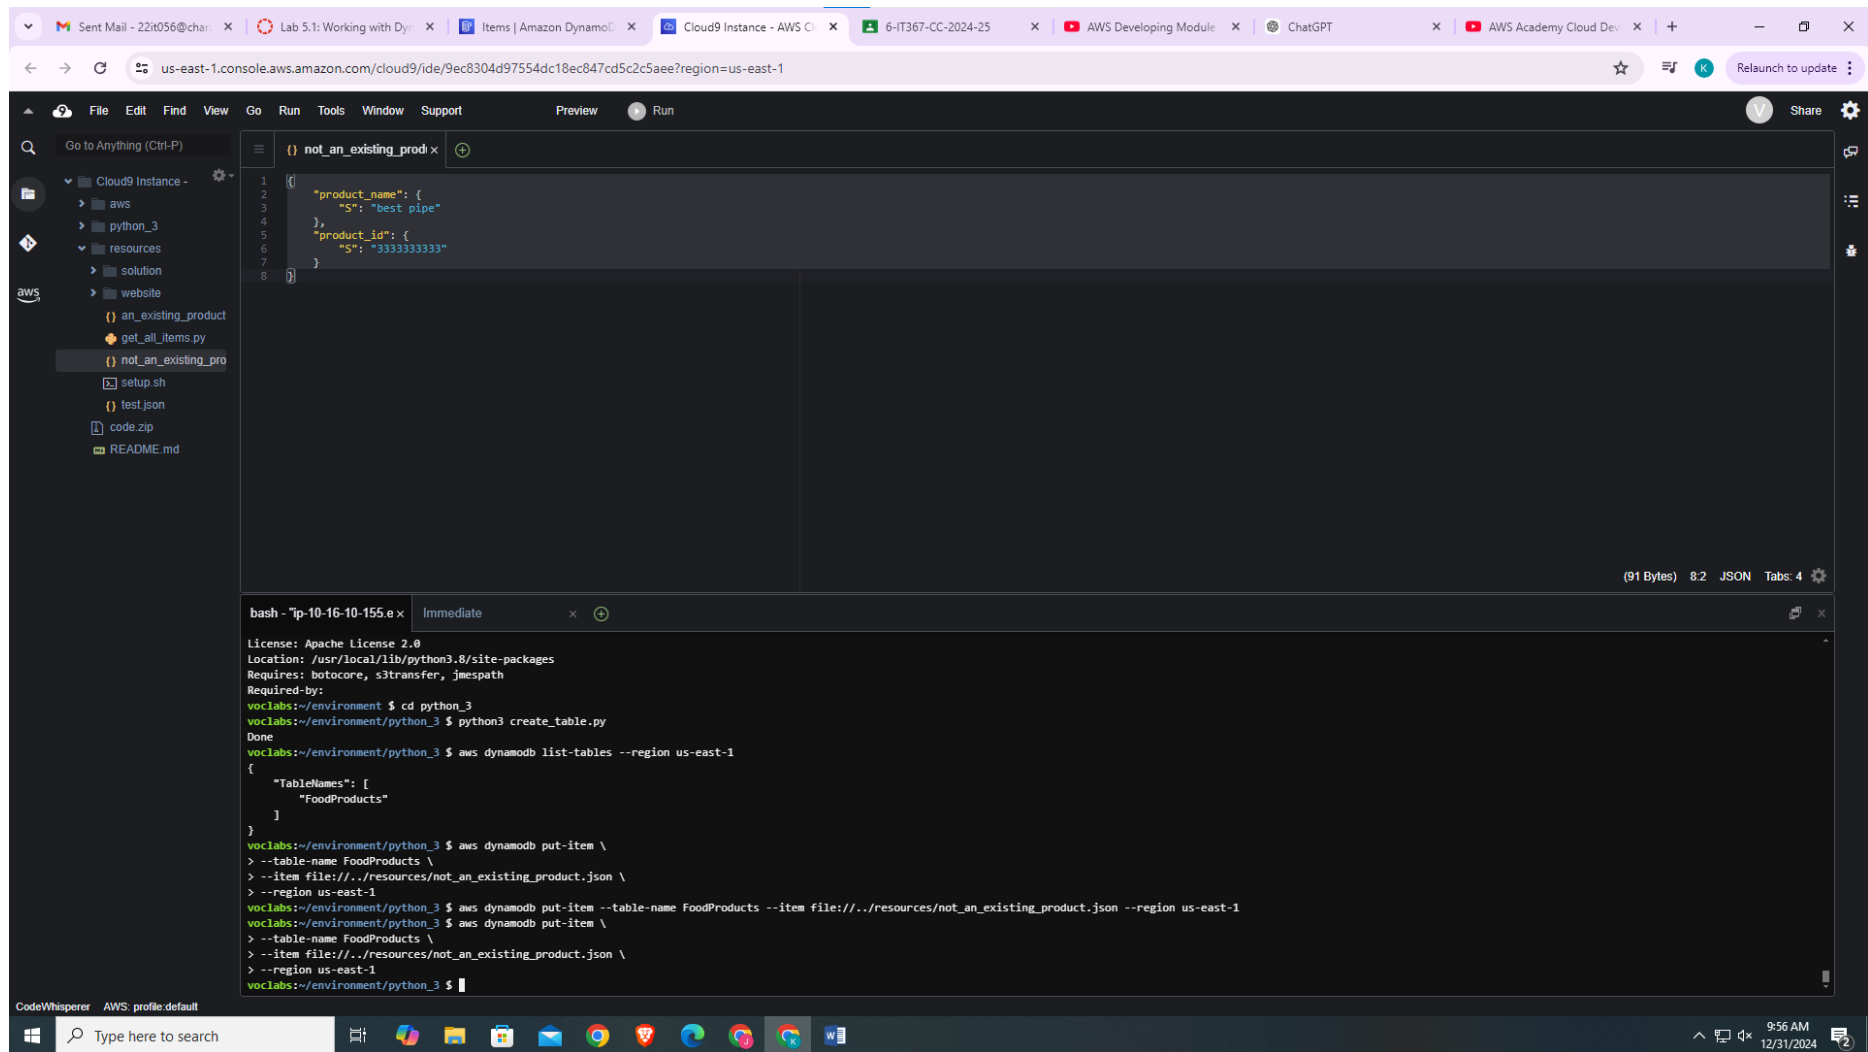 Sent Mail - 22it056@char
Lab 5.1: Working with Dyn
Items | Amazon DynamoD
Cloud9 Instance - AWS Cl
6-IT367-CC-2024-25
AWS Developing Module
ChatGPT
AWS Academy Cloud Dev
us-east-1.console.aws.amazon.com/cloud9/ide/9ec8304d97554dc18ec847cd5c2c5aee?region=us-east-1
K
Relaunch to update
9
File Edit Find View Go Run Tools Window Support Preview Run
V
Share
Go to Anything (Ctrl-P)
Cloud9 Instance -
aws
python_3
resources
solution
website
an_existing_product
get_all_items.py
not_an_existing_pro
setup.sh
test.json
code.zip
README.md
aws
not_an_existing_prod
1 {
2 "product_name": {
3 "S": "best pipe"
4 },
5 "product_id": {
6 "S": "3333333333"
7 }
8 }
(91 Bytes) 8:2 JSON Tabs: 4
bash - "ip-10-16-10-155.e
Immediate
License: Apache License 2.0
Location: /usr/local/lib/python3.8/site-packages
Requires: botocore, s3transfer, jmespath
Required-by:
voclabs:~/environment $ cd python_3
voclabs:~/environment/python_3 $ python3 create_table.py
Done
voclabs:~/environment/python_3 $ aws dynamodb list-tables --region us-east-1
{
"TableNames": [
"FoodProducts"
]
}
voclabs:~/environment/python_3 $ aws dynamodb put-item \
> --table-name FoodProducts \
> --item file://../resources/not_an_existing_product.json \
> --region us-east-1
voclabs:~/environment/python_3 $ aws dynamodb put-item --table-name FoodProducts --item file://../resources/not_an_existing_product.json --region us-east-1
voclabs:~/environment/python_3 $ aws dynamodb put-item \
> --table-name FoodProducts \
> --item file://../resources/not_an_existing_product.json \
> --region us-east-1
voclabs:~/environment/python_3 $
CodeWhisperer AWS: profile:default
Type here to search
9:56 AM
12/31/2024
2